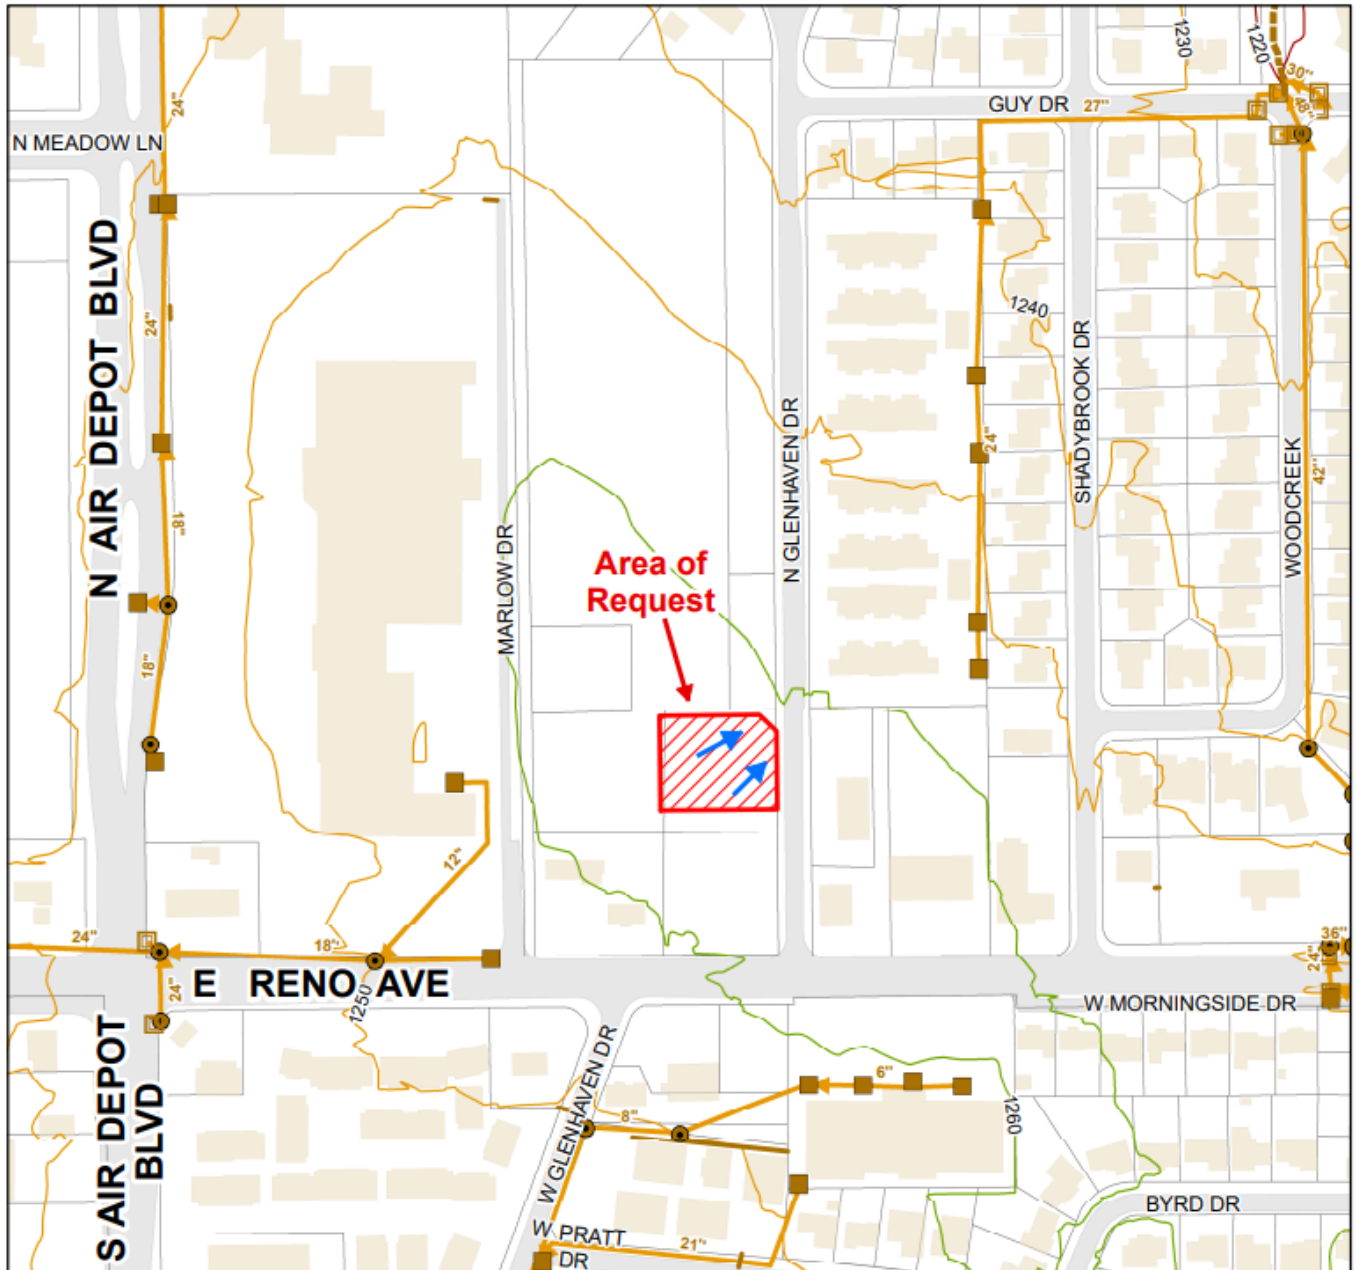 1230
1220
30"
48"
24"
GUY DR
27"
N MEADOW LN
N AIR DEPOT BLVD
24"
1240
SHADYBROOK DR
N GLENHAVEN DR
24"
WOODCREEK
42"
18"
MARLOW DR
Area of
Request
18"
12"
24"
18"
36"
24"
24"
E RENO AVE
1250
W MORNINGSIDE DR
S AIR DEPOT
BLVD
W GLENHAVEN DR
8"
6"
1260
BYRD DR
W PRATT
DR
21"